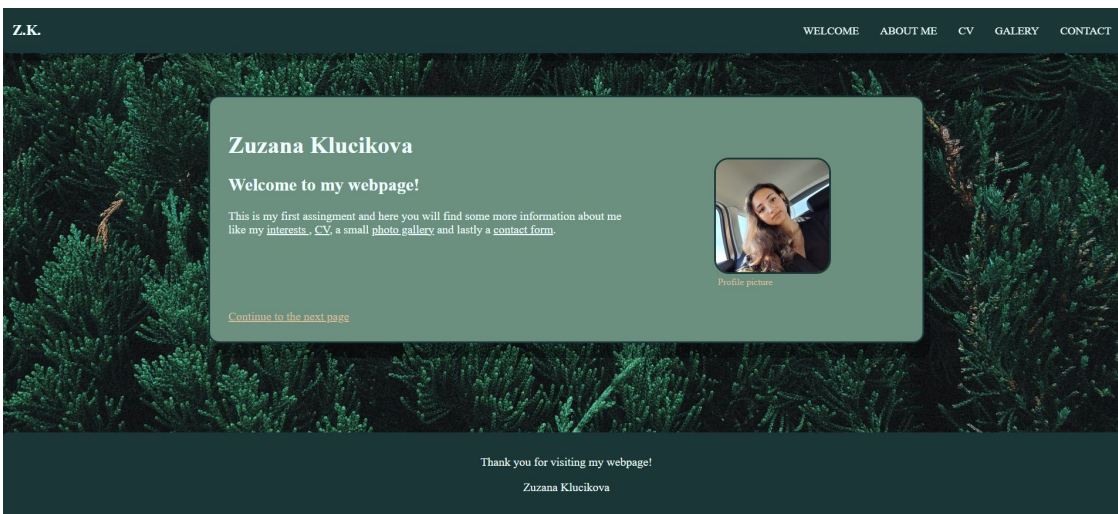 Z.K.
WELCOME ABOUT ME CV GALERY CONTACT
Zuzana Klucikova
Welcome to my webpage!
This is my first assingment and here you will find some more information about me
like my interests , CV, a small photo gallery and lastly a contact form.
Profile picture
Continue to the next page
Thank you for visiting my webpage!
Zuzana Klucikova